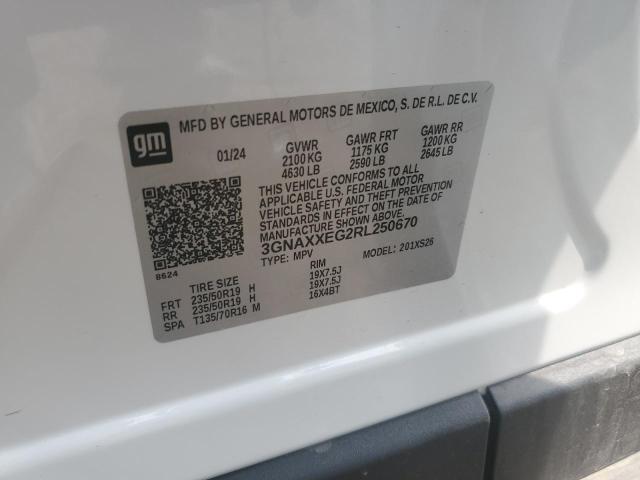 gm
MFD BY GENERAL MOTORS DE MEXICO, S. DE R.L. DE C.V.
01/24 GVWR GAWR FRT GAWR RR
2100 KG 1175 KG 1200 KG
4630 LB 2590 LB 2645 LB
THIS VEHICLE CONFORMS TO ALL
APPLICABLE U.S. FEDERAL MOTOR
VEHICLE SAFETY AND THEFT PREVENTION
STANDARDS IN EFFECT ON THE DATE OF
MANUFACTURE SHOWN ABOVE.
3GNAXXEG2RL250670
TYPE: MPV MODEL: 201XS26
8624
TIRE SIZE RIM
FRT 235/50R19 H 19X7.5J
RR 235/50R19 H 19X7.5J
SPA T135/70R16 M 16X4BT